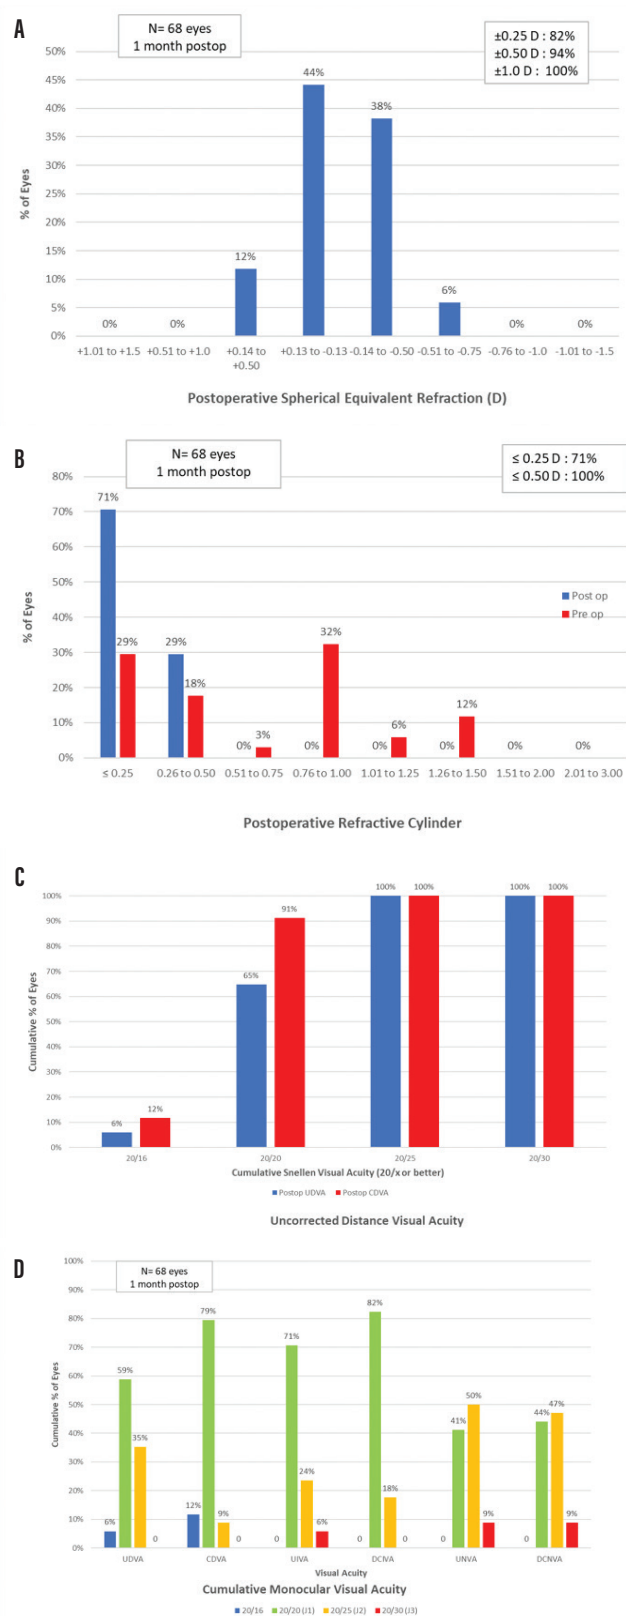 A
N= 68 eyes
1 month postop
±0.25 D : 82%
±0.50 D : 94%
±1.0 D : 100%
50%
45%
40%
35%
30%
25%
20%
15%
10%
5%
0%
% of Eyes
0%
0%
12%
44%
38%
6%
0%
0%
+1.01 to +1.5
+0.51 to +1.0
+0.14 to
+0.50
+0.13 to -0.13
-0.14 to -0.50
-0.51 to -0.75
-0.76 to -1.0
-1.01 to -1.5
Postoperative Spherical Equivalent Refraction (D)
B
N= 68 eyes
1 month postop
≤ 0.25 D : 71%
≤ 0.50 D : 100%
80%
70%
60%
50%
40%
30%
20%
10%
0%
% of Eyes
71%
29%
29%
18%
0%
3%
0%
32%
0%
6%
0%
12%
0%
0%
Post op
Pre op
≤ 0.25
0.26 to 0.50
0.51 to 0.75
0.76 to 1.00
1.01 to 1.25
1.26 to 1.50
1.51 to 2.00
2.01 to 3.00
Postoperative Refractive Cylinder
C
100%
90%
80%
70%
60%
50%
40%
30%
20%
10%
0%
Cumulative % of Eyes
6%
12%
65%
91%
100%
100%
100%
100%
20/16
20/20
20/25
20/30
Cumulative Snellen Visual Acuity (20/x or better)
Postop UDVA
Postop CDVA
Uncorrected Distance Visual Acuity
D
N= 68 eyes
1 month postop
100%
90%
80%
70%
60%
50%
40%
30%
20%
10%
0%
Cumulative % of Eyes
6%
59%
35%
0
12%
79%
9%
0
0
71%
24%
6%
0
82%
18%
0
0
41%
50%
9%
0
44%
47%
9%
UDVA
CDVA
UIVA
DCIVA
UNVA
DCNVA
Visual Acuity
Cumulative Monocular Visual Acuity
20/16
20/20 (J1)
20/25 (J2)
20/30 (J3)